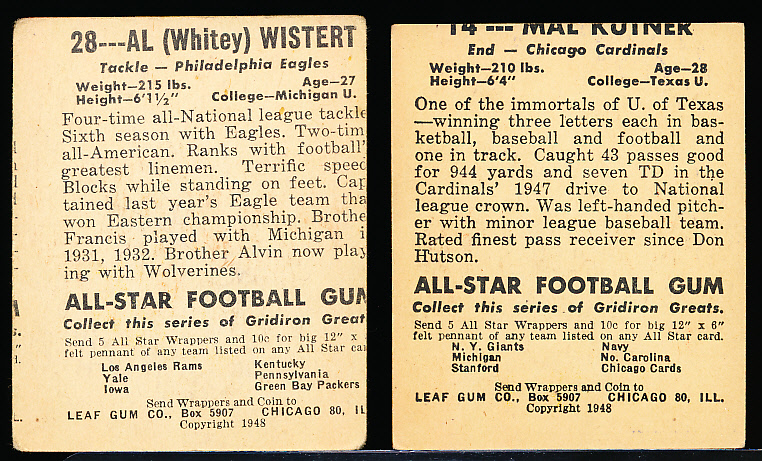 28---AL (Whitey) WISTERT
Tackle — Philadelphia Eagles
Weight—215 lbs. Age—27
Height—6'1½" College—Michigan U.
Four-time all-National league tackle
Sixth season with Eagles. Two-tim
all-American. Ranks with football'
greatest linemen. Terrific speed
Blocks while standing on feet. Cap
tained last year's Eagle team tha
won Eastern championship. Brothe
Francis played with Michigan i
1931, 1932. Brother Alvin now play
ing with Wolverines.
ALL-STAR FOOTBALL GUM
Collect this series of Gridiron Great
Send 5 All Star Wrappers and 10c for big 12" x
felt pennant of any team listed on any All Star car
Los Angeles Rams Kentucky
Yale Pennsylvania
Iowa Green Bay Packers
Send Wrappers and Coin to
LEAF GUM CO., Box 5907 CHICAGO 80, IL
Copyright 1948
14 --- MAL KUTNER
End — Chicago Cardinals
Weight—210 lbs. Age—28
Height—6'4" College—Texas U.
One of the immortals of U. of Texas
—winning three letters each in bas-
ketball, baseball and football and
one in track. Caught 43 passes good
for 944 yards and seven TD in the
Cardinals' 1947 drive to National
league crown. Was left-handed pitch-
er with minor league baseball team.
Rated finest pass receiver since Don
Hutson.
ALL-STAR FOOTBALL GUM
Collect this series of Gridiron Greats.
Send 5 All Star Wrappers and 10c for big 12" x 6"
felt pennant of any team listed on any All Star card.
N. Y. Giants Navy
Michigan No. Carolina
Stanford Chicago Cards
Send Wrappers and Coin to
LEAF GUM CO., Box 5907 CHICAGO 80, ILL.
Copyright 1948